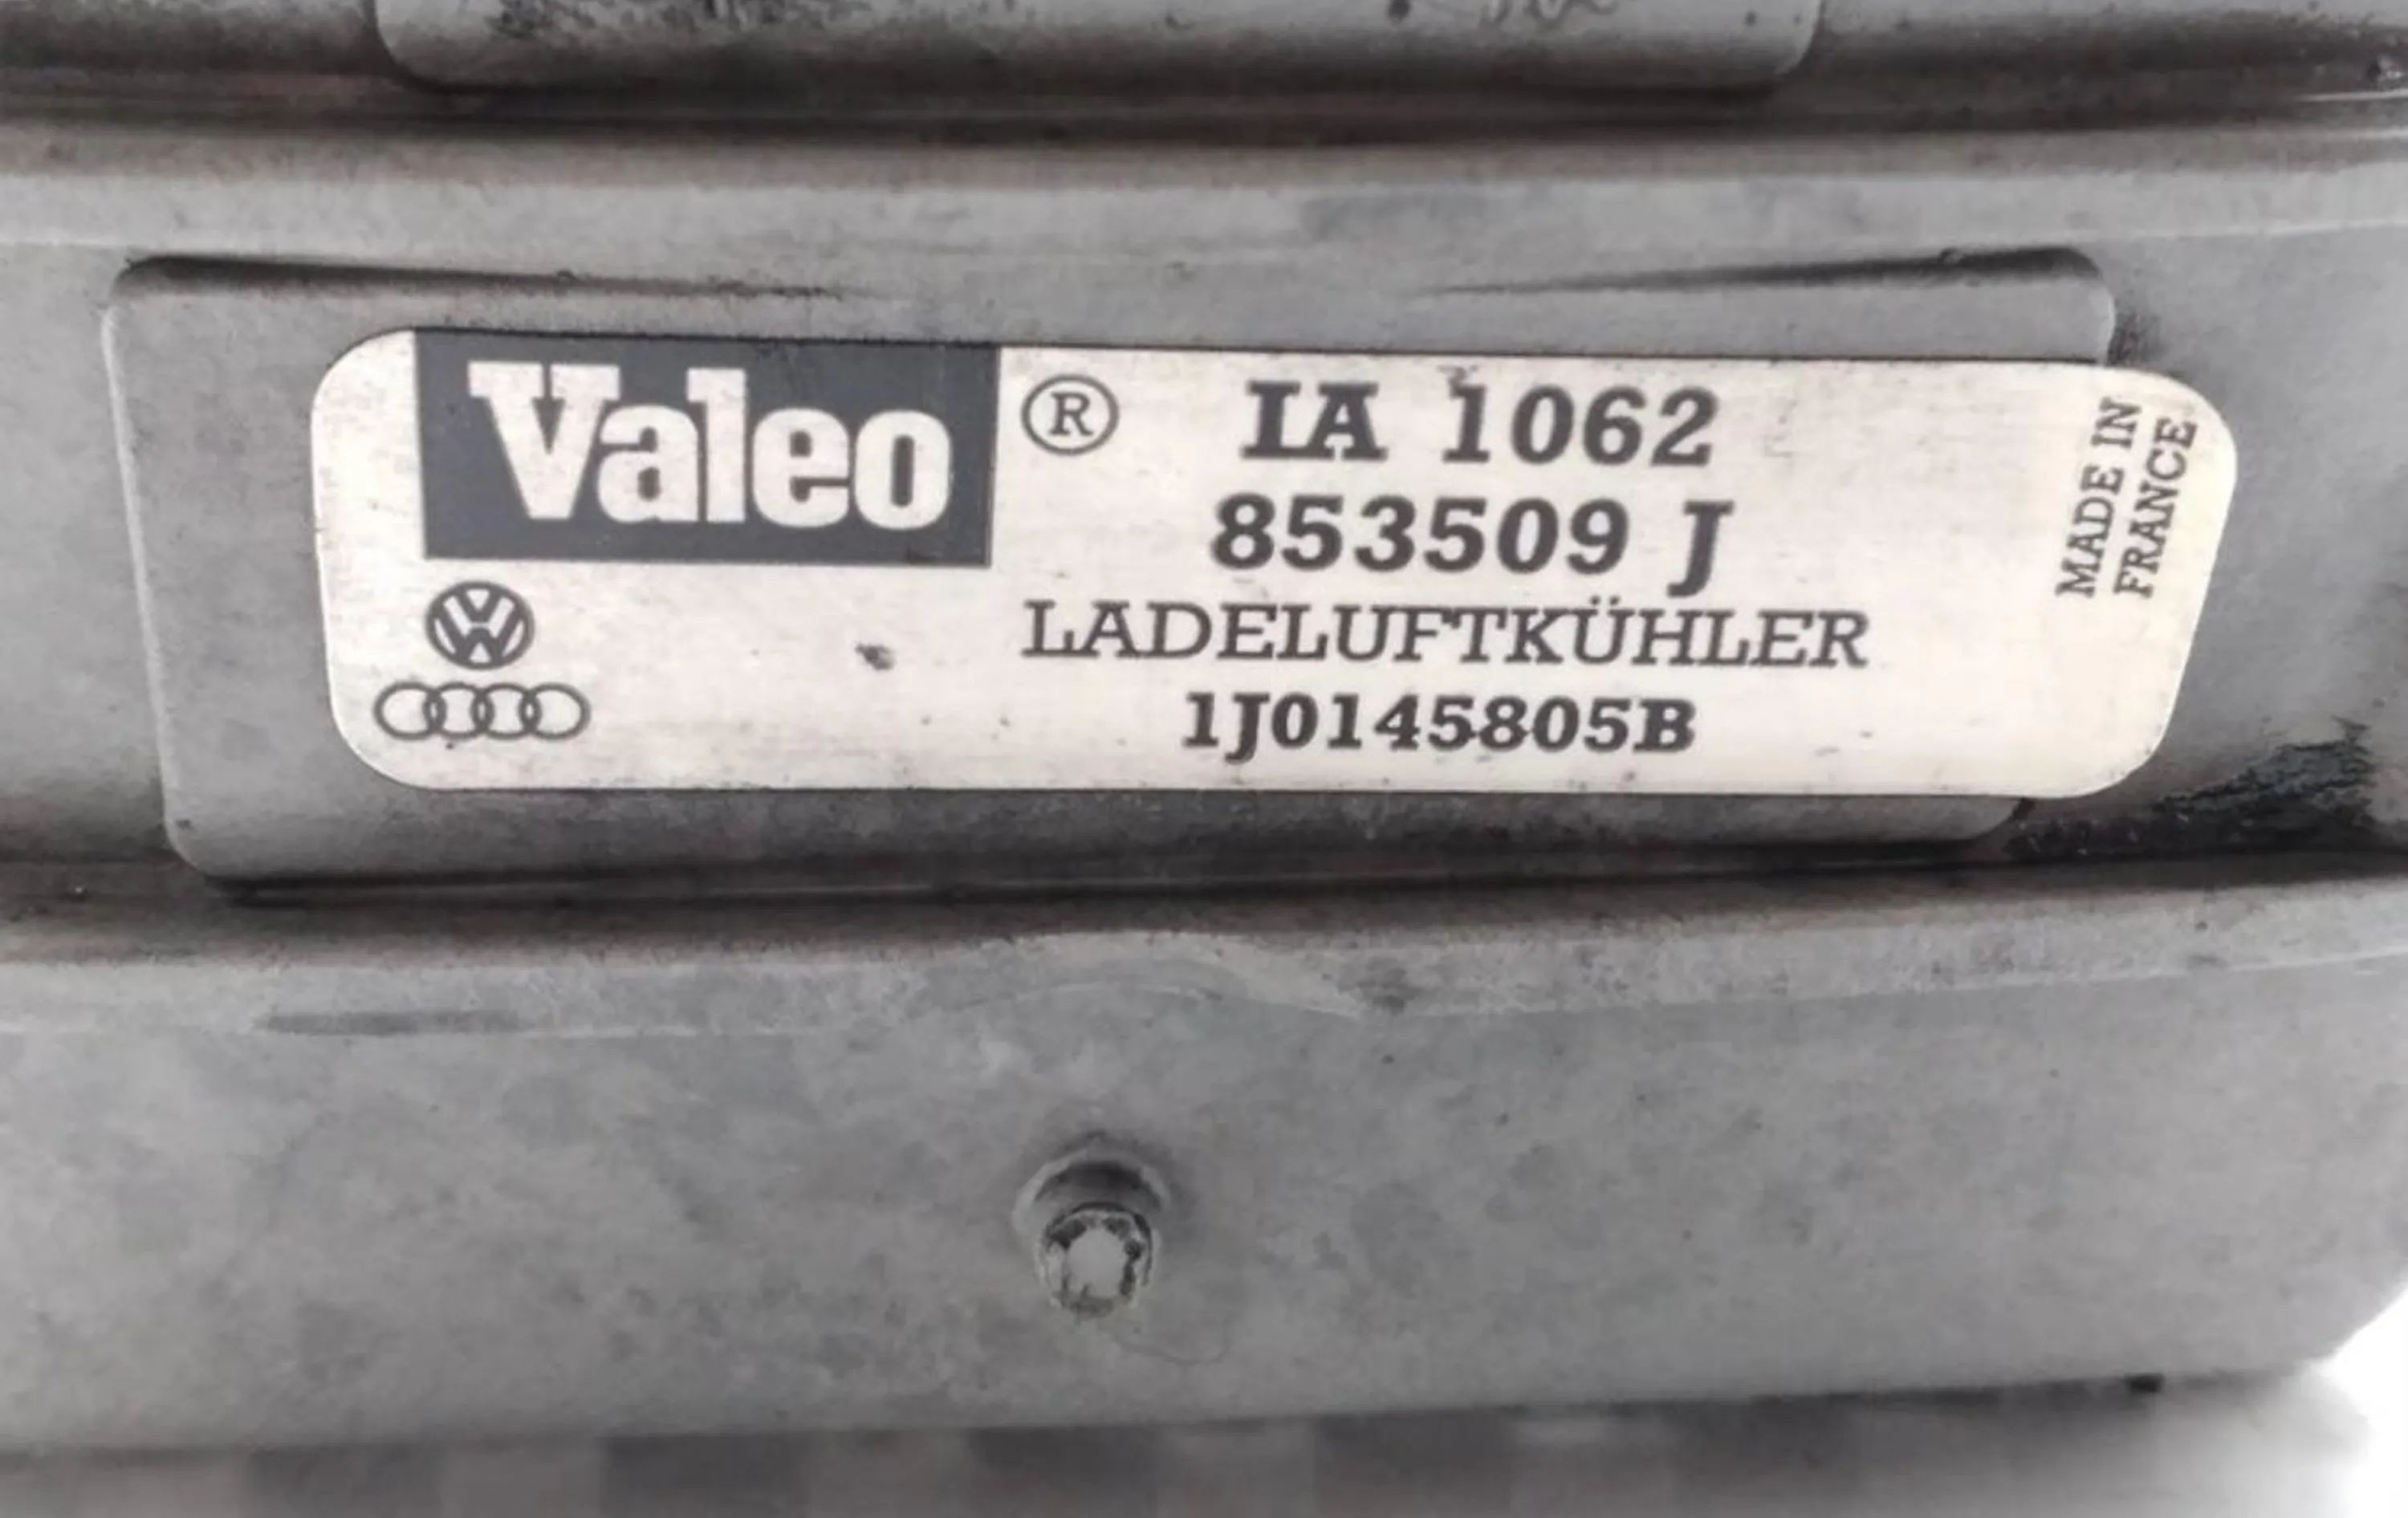 Valeo ® IA 1062
853509 J
LADELUFTKÜHLER
1J0145805B
MADE IN
FRANCE